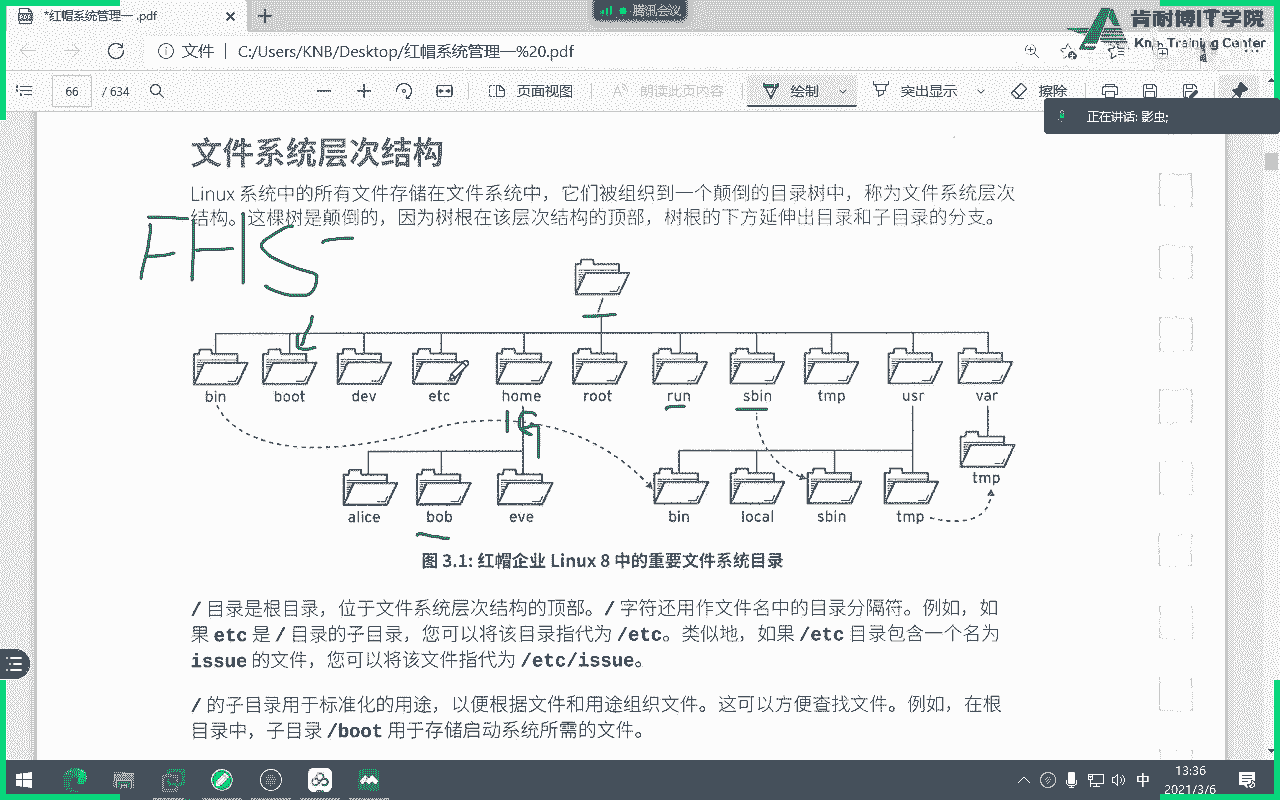 *红帽系统管理一 .pdf
腾讯会议
肯耐博IT学院
KnB Training Center
文件
C:/Users/KNB/Desktop/红帽系统管理一%20.pdf
66 / 634
页面视图
朗读此页内容
绘制
突出显示
擦除
正在讲话: 影虫;
文件系统层次结构
Linux 系统中的所有文件存储在文件系统中，它们被组织到一个颠倒的目录树中，称为文件系统层次
结构。这棵树是颠倒的，因为树根在该层次结构的顶部，树根的下方延伸出目录和子目录的分支。
FHS
/
bin boot dev etc home root run sbin tmp usr var
1G
tmp
alice bob eve bin local sbin tmp
图 3.1: 红帽企业 Linux 8 中的重要文件系统目录
/ 目录是根目录，位于文件系统层次结构的顶部。/ 字符还用作文件名中的目录分隔符。例如，如
果 etc 是 / 目录的子目录，您可以将该目录指代为 /etc。类似地，如果 /etc 目录包含一个名为
issue 的文件，您可以将该文件指代为 /etc/issue。
/ 的子目录用于标准化的用途，以便根据文件和用途组织文件。这可以方便查找文件。例如，在根
目录中，子目录 /boot 用于存储启动系统所需的文件。
中
13:36
2021/3/6